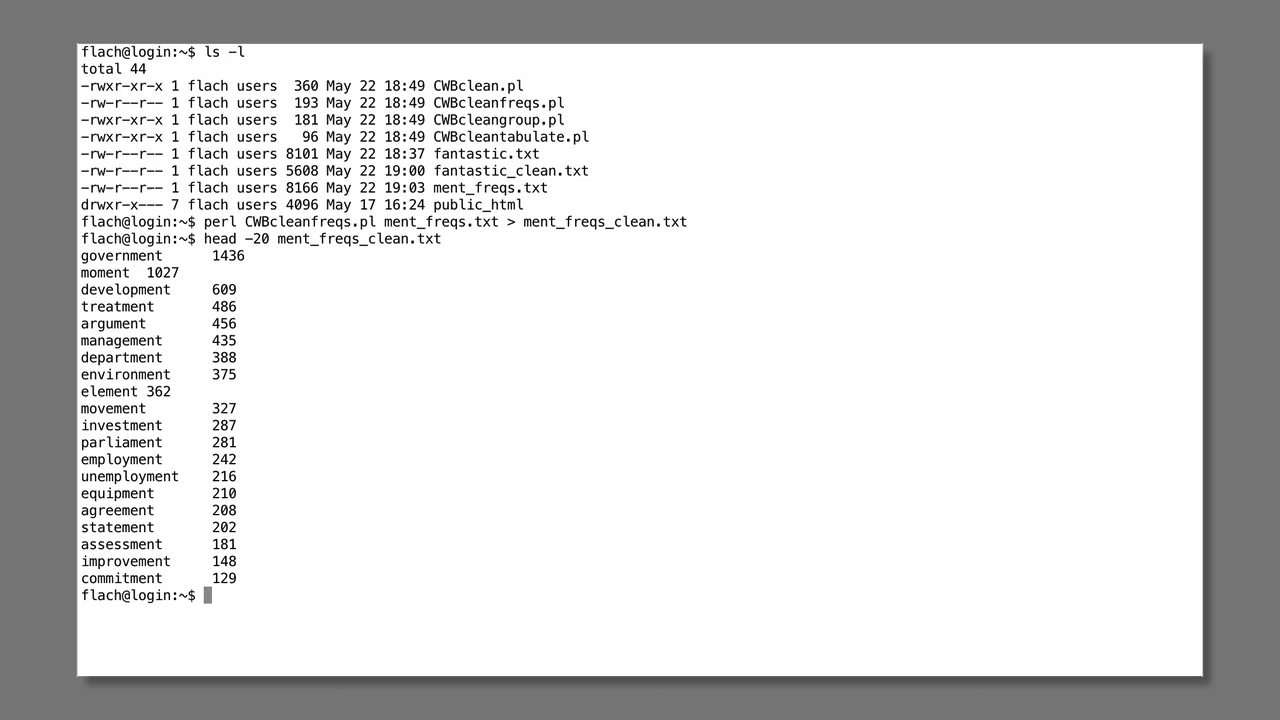 flach@login:~$ ls -l
total 44
-rwxr-xr-x 1 flach users  360 May 22 18:49 CWBclean.pl
-rw-r--r-- 1 flach users  193 May 22 18:49 CWBcleanfreqs.pl
-rwxr-xr-x 1 flach users  181 May 22 18:49 CWBcleangroup.pl
-rwxr-xr-x 1 flach users   96 May 22 18:49 CWBcleantabulate.pl
-rw-r--r-- 1 flach users 8101 May 22 18:37 fantastic.txt
-rw-r--r-- 1 flach users 5608 May 22 19:00 fantastic_clean.txt
-rw-r--r-- 1 flach users 8166 May 22 19:03 ment_freqs.txt
drwxr-x--- 7 flach users 4096 May 17 16:24 public_html
flach@login:~$ perl CWBcleanfreqs.pl ment_freqs.txt > ment_freqs_clean.txt
flach@login:~$ head -20 ment_freqs_clean.txt
government      1436
moment  1027
development     609
treatment       486
argument        456
management      435
department      388
environment     375
element 362
movement        327
investment      287
parliament      281
employment      242
unemployment    216
equipment       210
agreement       208
statement       202
assessment      181
improvement     148
commitment      129
flach@login:~$